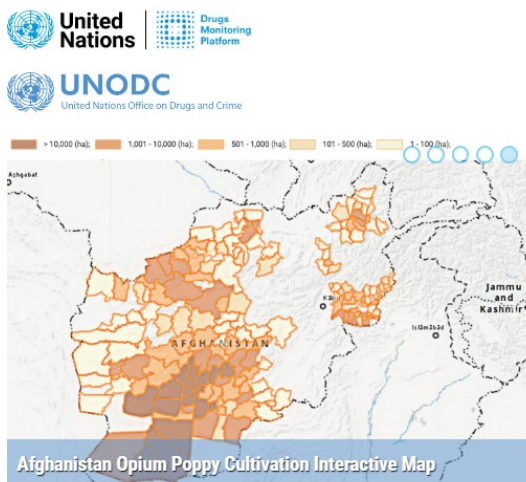 United
Nations
Drugs
Monitoring
Platform
UNODC
United Nations Office on Drugs and Crime
> 10,000 (ha); 1,001 - 10,000 (ha); 501 - 1,000 (ha); 101 - 500 (ha); 1 - 100 (ha);
Ashgabat
Jammu
and
Kashmir
Islāmābād
AFGHANISTAN
Afghanistan Opium Poppy Cultivation Interactive Map